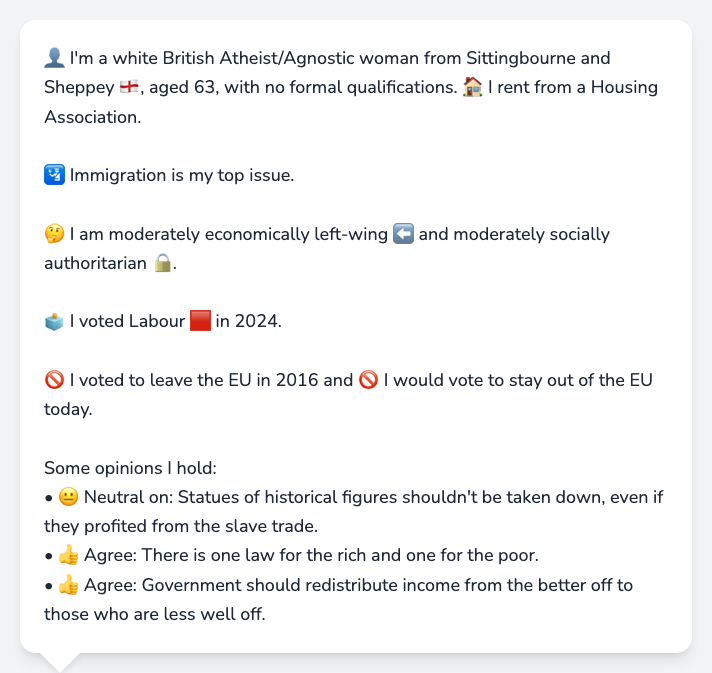 👤 I'm a white British Atheist/Agnostic woman from Sittingbourne and
Sheppey 🏴󠁧󠁢󠁥󠁮󠁧󠁿, aged 63, with no formal qualifications. 🏠 I rent from a Housing
Association.
🛂 Immigration is my top issue.
🤔 I am moderately economically left-wing ⬅️ and moderately socially
authoritarian 🔒.
🗳️ I voted Labour 🟥 in 2024.
🚫 I voted to leave the EU in 2016 and 🚫 I would vote to stay out of the EU
today.
Some opinions I hold:
• 😐 Neutral on: Statues of historical figures shouldn't be taken down, even if
they profited from the slave trade.
• 👍 Agree: There is one law for the rich and one for the poor.
• 👍 Agree: Government should redistribute income from the better off to
those who are less well off.